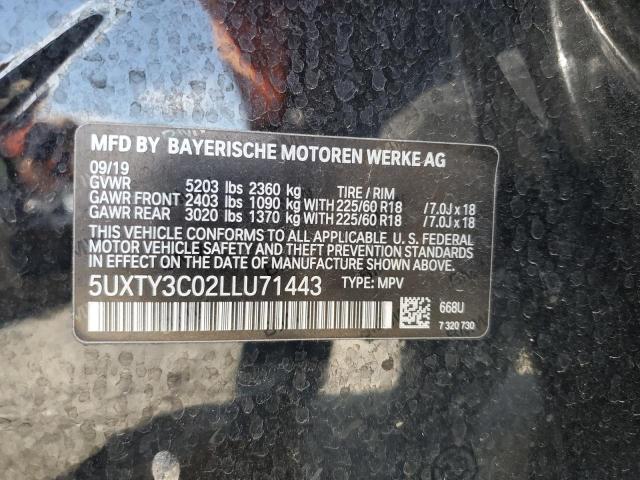 MFD BY BAYERISCHE MOTOREN WERKE AG
09/19
GVWR 5203 lbs 2360 kg TIRE / RIM
GAWR FRONT 2403 lbs 1090 kg WITH 225/60 R18 /7.0J x 18
GAWR REAR 3020 lbs 1370 kg WITH 225/60 R18 /7.0J x 18
THIS VEHICLE CONFORMS TO ALL APPLICABLE U. S. FEDERAL
MOTOR VEHICLE SAFETY AND THEFT PREVENTION STANDARDS
IN EFFECT ON THE DATE OF MANUFACTURE SHOWN ABOVE.
5UXTY3C02LLU71443 TYPE: MPV
668U
7 320 730